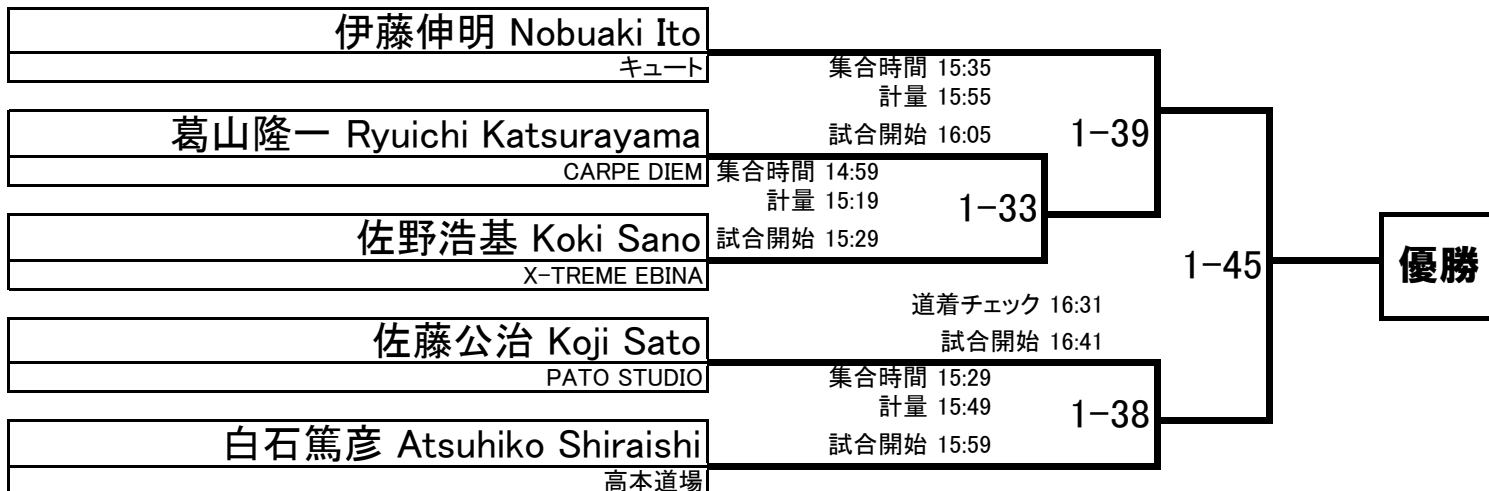 伊藤伸明 Nobuaki Ito
キュート
集合時間 15:35
計量 15:55
試合開始 16:05
1-39
葛山隆一 Ryuichi Katsurayama
CARPE DIEM
集合時間 14:59
計量 15:19
試合開始 15:29
1-33
佐野浩基 Koki Sano
X-TREME EBINA
1-45
優勝
道着チェック 16:31
試合開始 16:41
佐藤公治 Koji Sato
PATO STUDIO
集合時間 15:29
計量 15:49
試合開始 15:59
1-38
白石篤彦 Atsuhiko Shiraishi
高本道場